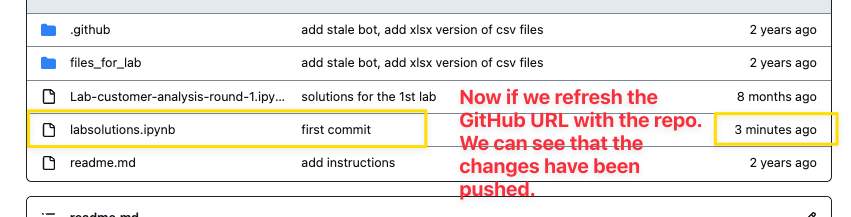 .github add stale bot, add xlsx version of csv files 2 years ago
files_for_lab add stale bot, add xlsx version of csv files 2 years ago
Lab-customer-analysis-round-1.ipy... solutions for the 1st lab 8 months ago
labsolutions.ipynb first commit 3 minutes ago
readme.md add instructions 2 years ago
Now if we refresh the
GitHub URL with the repo.
We can see that the
changes have been
pushed.
readme.md